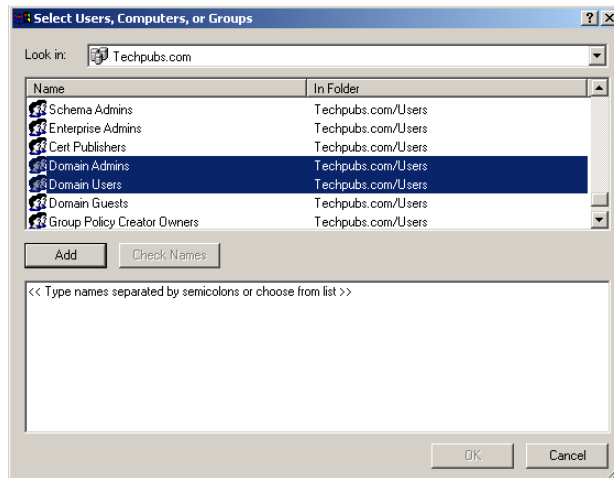 Select Users, Computers, or Groups
Look in: Techpubs.com
Name In Folder
Schema Admins Techpubs.com/Users
Enterprise Admins Techpubs.com/Users
Cert Publishers Techpubs.com/Users
Domain Admins Techpubs.com/Users
Domain Users Techpubs.com/Users
Domain Guests Techpubs.com/Users
Group Policy Creator Owners Techpubs.com/Users
Add Check Names
<< Type names separated by semicolons or choose from list >>
OK Cancel